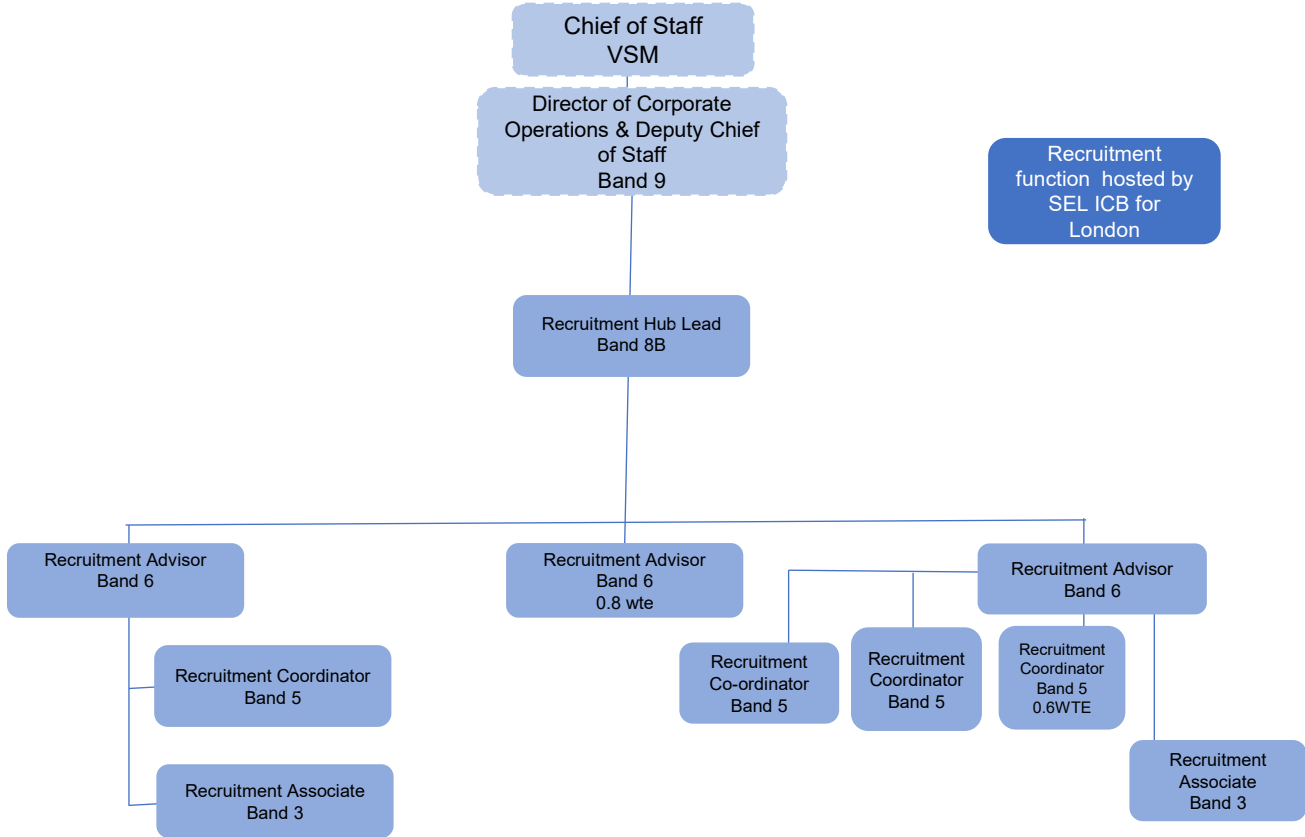 Chief of Staff
VSM
Director of Corporate
Operations & Deputy Chief
of Staff
Band 9
Recruitment
function hosted by
SEL ICB for
London
Recruitment Hub Lead
Band 8B
Recruitment Advisor
Band 6
Recruitment Advisor
Band 6
0.8 wte
Recruitment Advisor
Band 6
Recruitment Coordinator
Band 5
Recruitment
Co-ordinator
Band 5
Recruitment
Coordinator
Band 5
Recruitment
Coordinator
Band 5
0.6WTE
Recruitment Associate
Band 3
Recruitment
Associate
Band 3